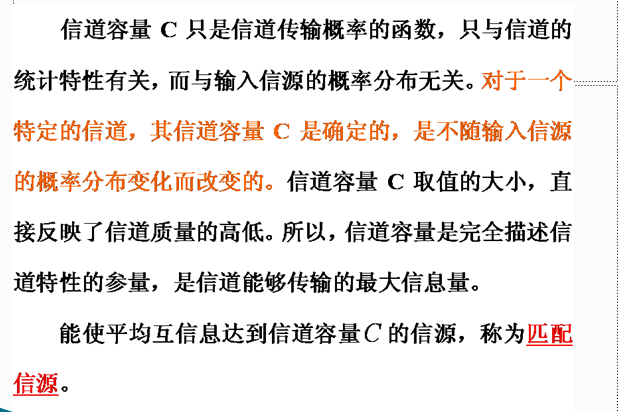 信道容量 C 只是信道传输概率的函数，只与信道的
统计特性有关，而与输入信源的概率分布无关。对于一个
特定的信道，其信道容量 C 是确定的，是不随输入信源
的概率分布变化而改变的。信道容量 C 取值的大小，直
接反映了信道质量的高低。所以，信道容量是完全描述信
道特性的参量，是信道能够传输的最大信息量。
能使平均互信息达到信道容量C的信源，称为匹配
信源。